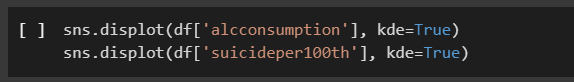 [ ] sns.displot(df['alcconsumption'], kde=True)
sns.displot(df['suicideper100th'], kde=True)